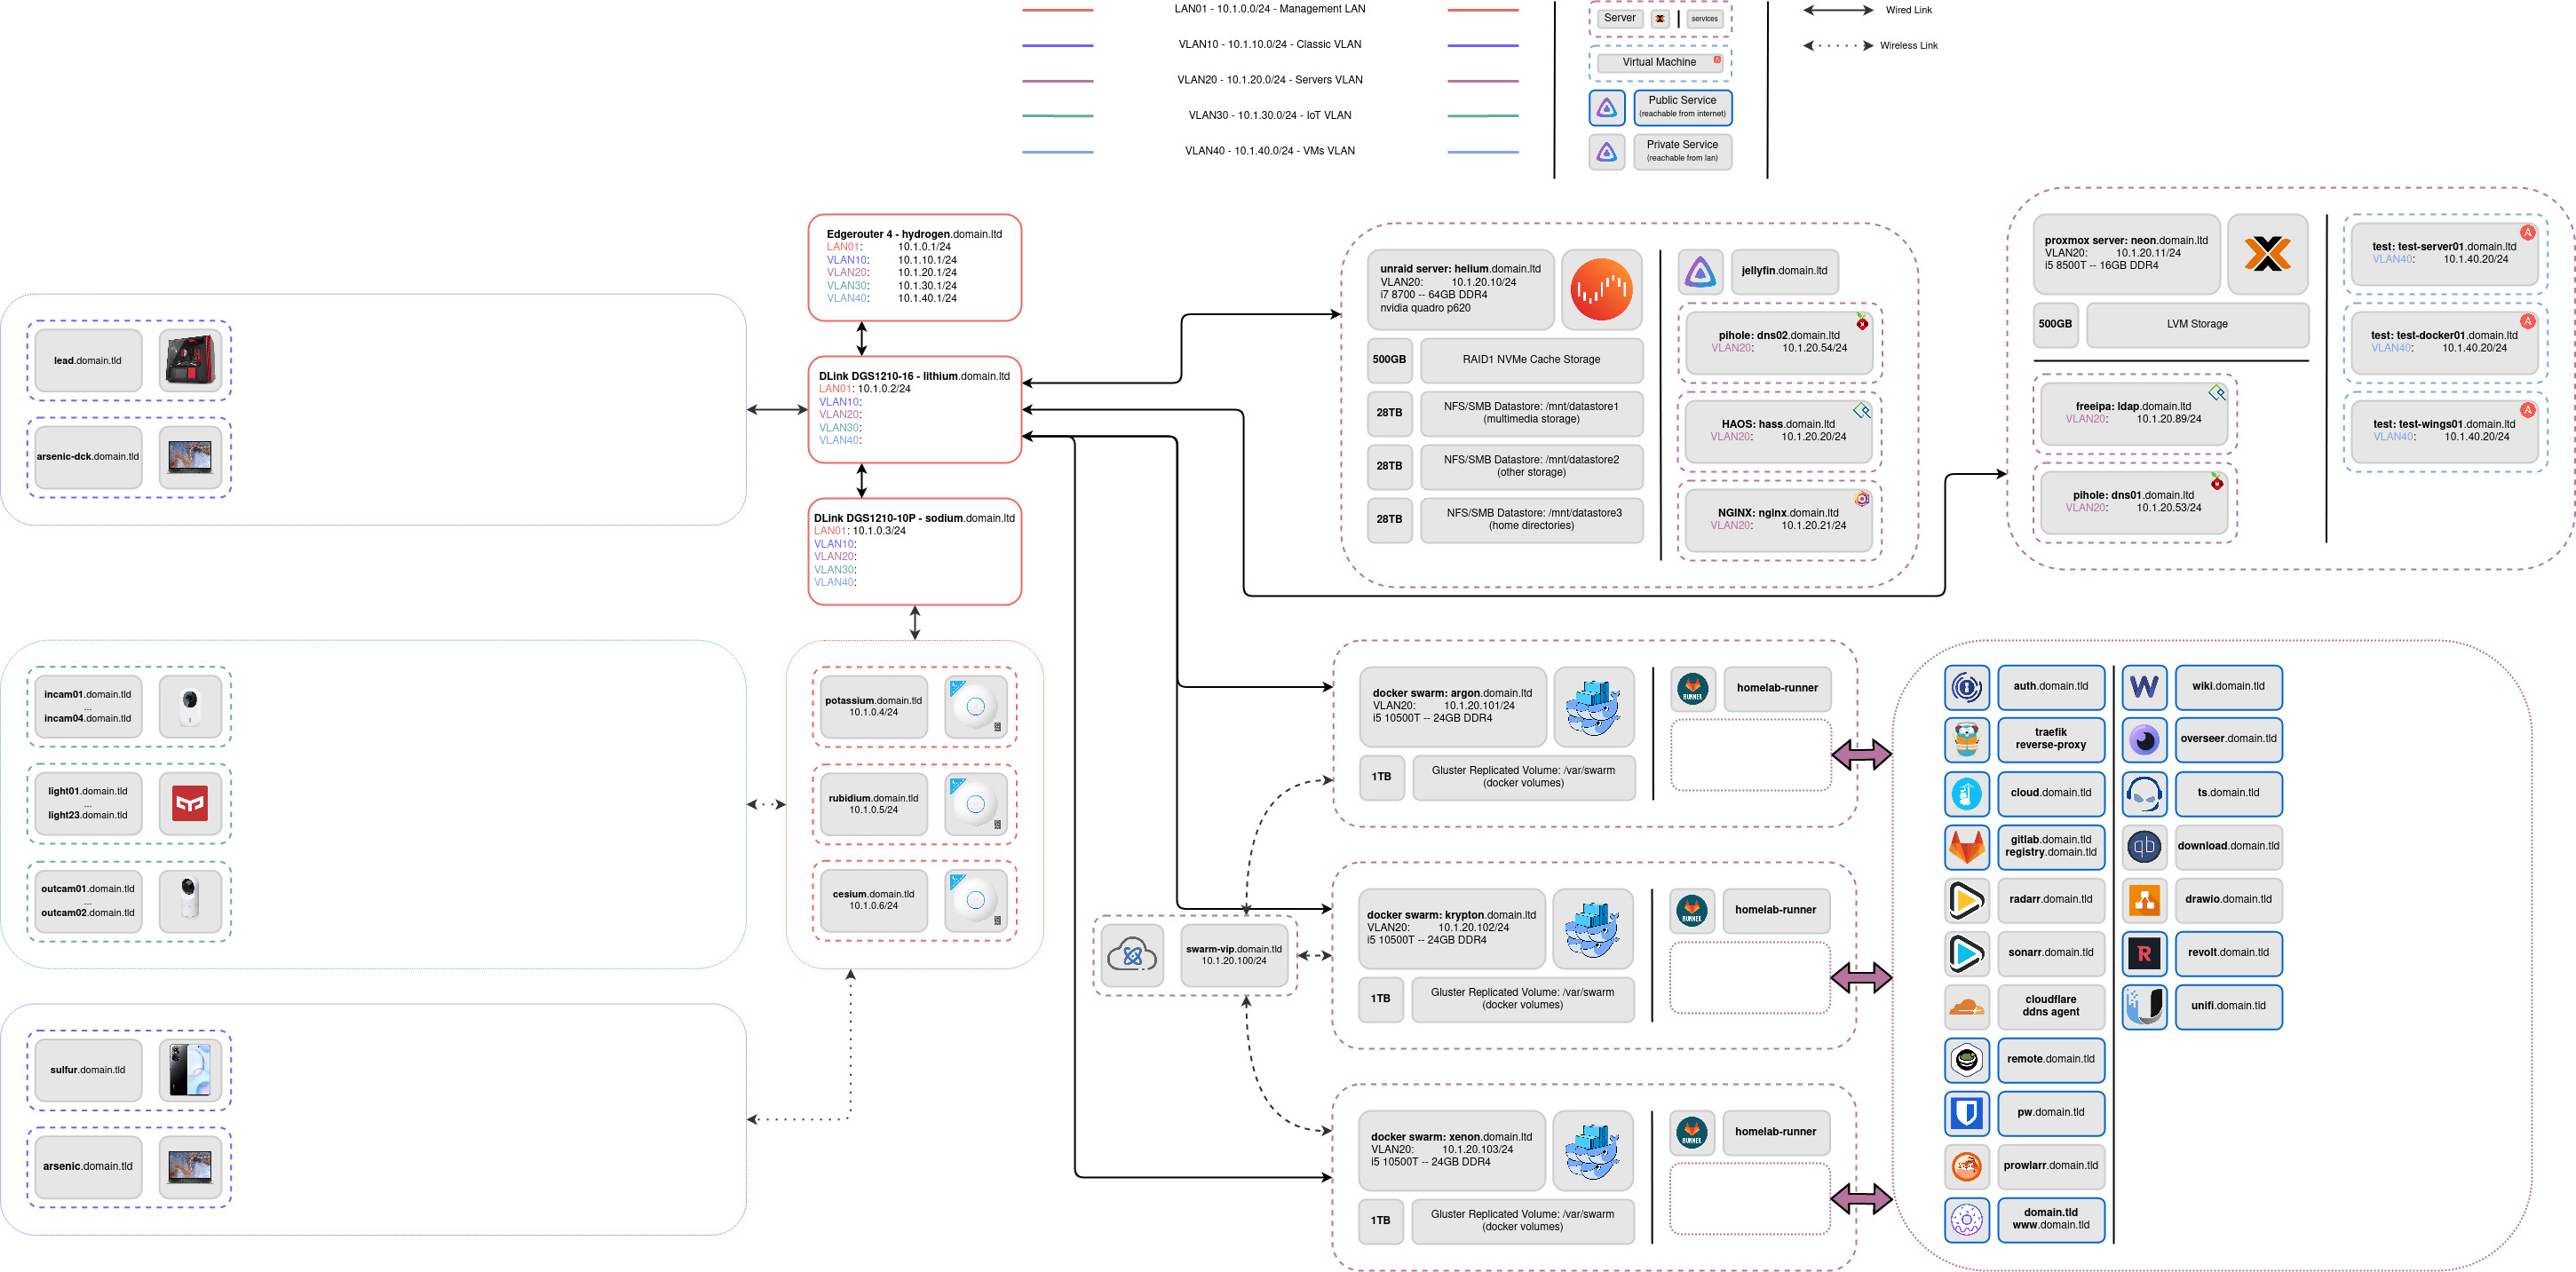 LAN01 - 10.1.0.0/24 - Management LAN
VLAN10 - 10.1.10.0/24 - Classic VLAN
VLAN20 - 10.1.20.0/24 - Servers VLAN
VLAN30 - 10.1.30.0/24 - IoT VLAN
VLAN40 - 10.1.40.0/24 - VMs VLAN
Server
services
Virtual Machine
Public Service
(reachable from internet)
Private Service
(reachable from lan)
Wired Link
Wireless Link
Edgerouter 4 - hydrogen.domain.ltd
LAN01: 10.1.0.1/24
VLAN10: 10.1.10.1/24
VLAN20: 10.1.20.1/24
VLAN30: 10.1.30.1/24
VLAN40: 10.1.40.1/24
DLink DGS1210-16 - lithium.domain.ltd
LAN01: 10.1.0.2/24
VLAN10:
VLAN20:
VLAN30:
VLAN40:
DLink DGS1210-10P - sodium.domain.ltd
LAN01: 10.1.0.3/24
VLAN10:
VLAN20:
VLAN30:
VLAN40:
lead.domain.tld
arsenic-dck.domain.tld
incam01.domain.tld
...
incam04.domain.tld
light01.domain.tld
...
light23.domain.tld
outcam01.domain.tld
...
outcam02.domain.tld
sulfur.domain.tld
arsenic.domain.tld
potassium.domain.tld
10.1.0.4/24
rubidium.domain.tld
10.1.0.5/24
cesium.domain.tld
10.1.0.6/24
unraid server: helium.domain.ltd
VLAN20: 10.1.20.10/24
i7 8700 -- 64GB DDR4
nvidia quadro p620
500GB
RAID1 NVMe Cache Storage
28TB
NFS/SMB Datastore: /mnt/datastore1
(multimedia storage)
28TB
NFS/SMB Datastore: /mnt/datastore2
(other storage)
28TB
NFS/SMB Datastore: /mnt/datastore3
(home directories)
jellyfin.domain.ltd
pihole: dns02.domain.ltd
VLAN20: 10.1.20.54/24
HAOS: hass.domain.ltd
VLAN20: 10.1.20.20/24
NGINX: nginx.domain.ltd
VLAN20: 10.1.20.21/24
proxmox server: neon.domain.ltd
VLAN20: 10.1.20.11/24
i5 8500T -- 16GB DDR4
500GB
LVM Storage
freeipa: ldap.domain.ltd
VLAN20: 10.1.20.89/24
pihole: dns01.domain.ltd
VLAN20: 10.1.20.53/24
test: test-server01.domain.ltd
VLAN40: 10.1.40.20/24
test: test-docker01.domain.ltd
VLAN40: 10.1.40.20/24
test: test-wings01.domain.ltd
VLAN40: 10.1.40.20/24
swarm-vip.domain.tld
10.1.20.100/24
docker swarm: argon.domain.ltd
VLAN20: 10.1.20.101/24
i5 10500T -- 24GB DDR4
1TB
Gluster Replicated Volume: /var/swarm
(docker volumes)
RUNNER
homelab-runner
docker swarm: krypton.domain.ltd
VLAN20: 10.1.20.102/24
i5 10500T -- 24GB DDR4
1TB
Gluster Replicated Volume: /var/swarm
(docker volumes)
RUNNER
homelab-runner
docker swarm: xenon.domain.ltd
VLAN20: 10.1.20.103/24
i5 10500T -- 24GB DDR4
1TB
Gluster Replicated Volume: /var/swarm
(docker volumes)
RUNNER
homelab-runner
auth.domain.tld
traefik
reverse-proxy
cloud.domain.tld
gitlab.domain.tld
registry.domain.tld
radarr.domain.tld
sonarr.domain.tld
cloudflare
ddns agent
remote.domain.tld
pw.domain.tld
prowlarr.domain.tld
domain.tld
www.domain.tld
W
wiki.domain.tld
overseer.domain.tld
ts.domain.tld
qb
download.domain.tld
drawio.domain.tld
R
revolt.domain.tld
unifi.domain.tld